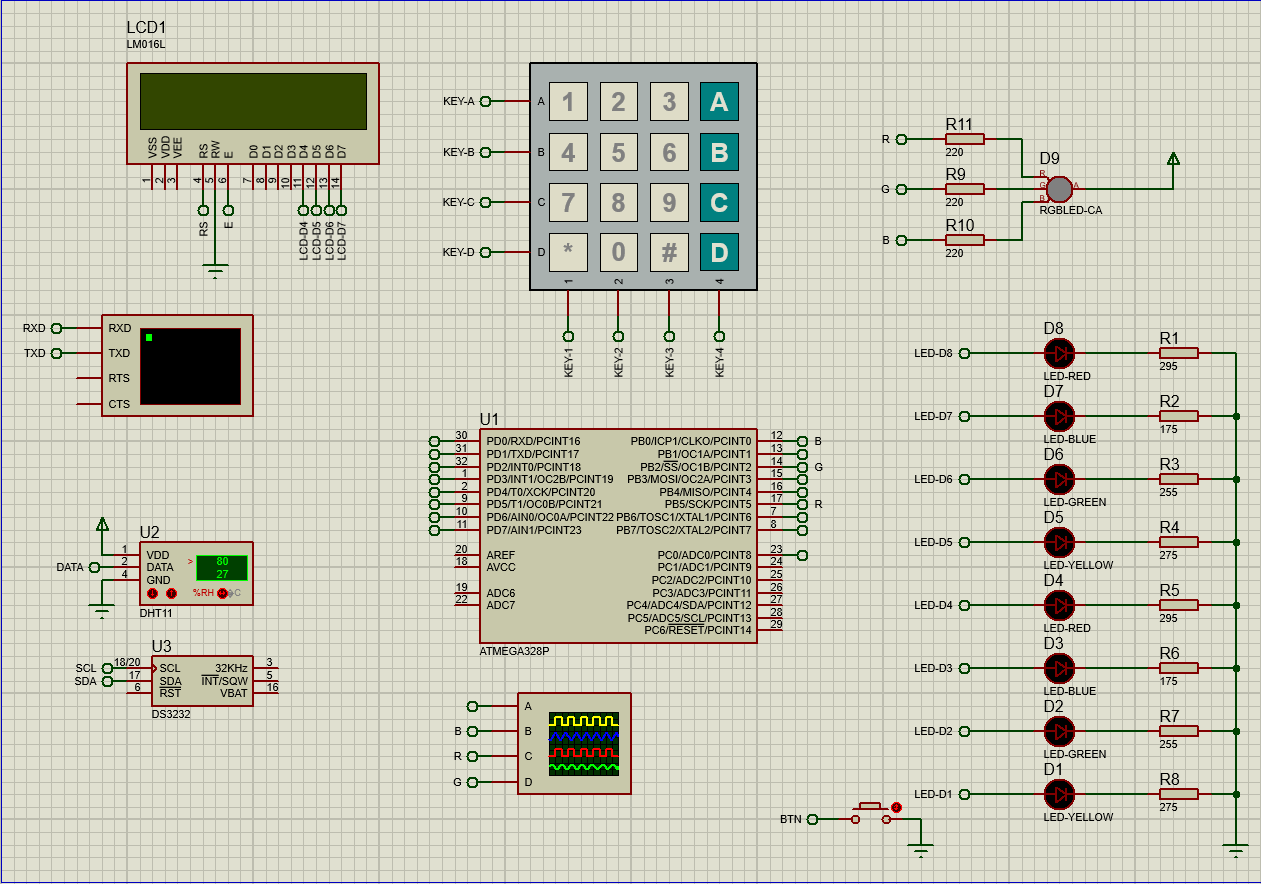 LCD1
LM016L
VSS VDD VEE RS RW E D0 D1 D2 D3 D4 D5 D6 D7
1 2 3 4 5 6 7 8 9 10 11 12 13 14
RS E LCD-D4 LCD-D5 LCD-D6 LCD-D7
KEY-A A 1 2 3 A
KEY-B B 4 5 6 B
KEY-C C 7 8 9 C
KEY-D D * 0 # D
1 2 3 4
KEY-1 KEY-2 KEY-3 KEY-4
R R11
220
G R9
220
B R10
220
D9
R
G A
B
RGBLED-CA
RXD RXD
TXD TXD
RTS
CTS
U2
1 VDD
DATA 2 DATA
4 GND
> 80
27
%RH °C
DHT11
U3
SCL 18/20 SCL 32KHz 3
SDA 17 SDA INT/SQW 5
6 RST VBAT 16
DS3232
U1
30 PD0/RXD/PCINT16 PB0/ICP1/CLKO/PCINT0 12 B
31 PD1/TXD/PCINT17 PB1/OC1A/PCINT1 13
32 PD2/INT0/PCINT18 PB2/SS/OC1B/PCINT2 14 G
1 PD3/INT1/OC2B/PCINT19 PB3/MOSI/OC2A/PCINT3 15
2 PD4/T0/XCK/PCINT20 PB4/MISO/PCINT4 16
9 PD5/T1/OC0B/PCINT21 PB5/SCK/PCINT5 17 R
10 PD6/AIN0/OC0A/PCINT22 PB6/TOSC1/XTAL1/PCINT6 7
11 PD7/AIN1/PCINT23 PB7/TOSC2/XTAL2/PCINT7 8
20 AREF PC0/ADC0/PCINT8 23
18 AVCC PC1/ADC1/PCINT9 24
PC2/ADC2/PCINT10 25
19 ADC6 PC3/ADC3/PCINT11 26
22 ADC7 PC4/ADC4/SDA/PCINT12 27
PC5/ADC5/SCL/PCINT13 28
PC6/RESET/PCINT14 29
ATMEGA328P
A
B B
R C
G D
BTN
D8 R1
LED-D8
LED-RED 295
D7 R2
LED-D7
LED-BLUE 175
D6 R3
LED-D6
LED-GREEN 255
D5 R4
LED-D5
LED-YELLOW 275
D4 R5
LED-D4
LED-RED 295
D3 R6
LED-D3
LED-BLUE 175
D2 R7
LED-D2
LED-GREEN 255
D1 R8
LED-D1
LED-YELLOW 275